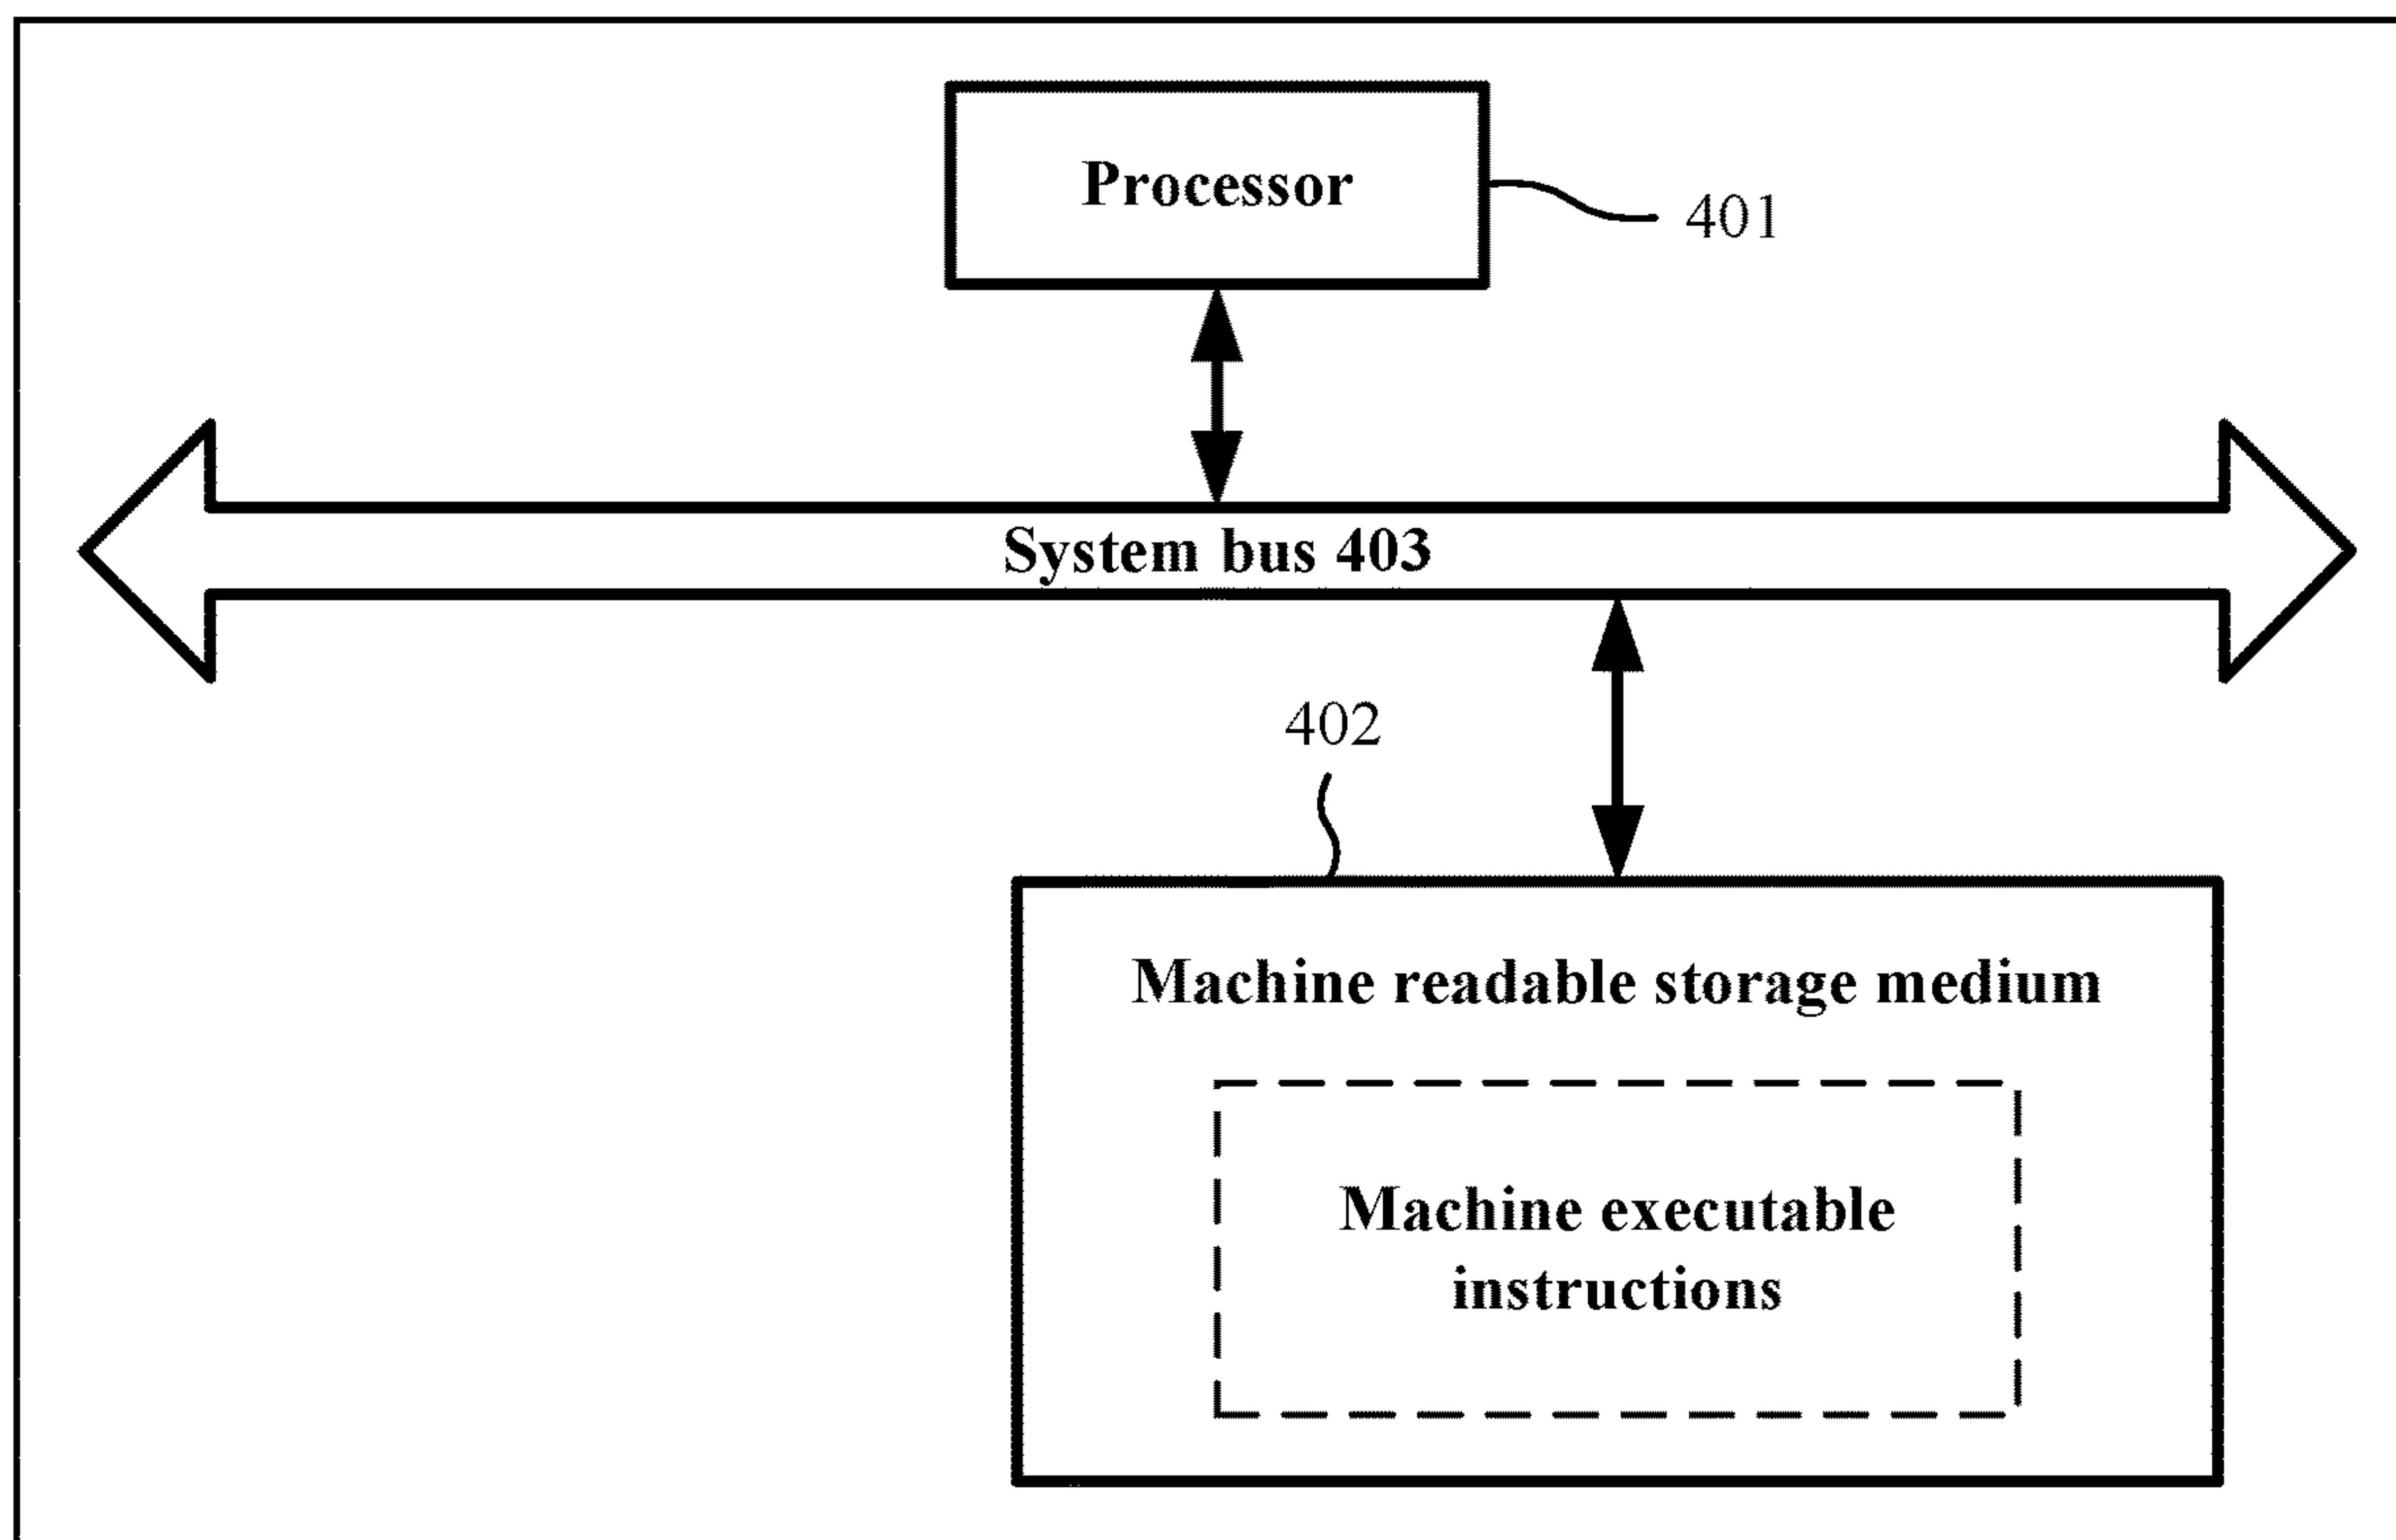 Processor
401
System bus 403
402
Machine readable storage medium
Machine executable
instructions